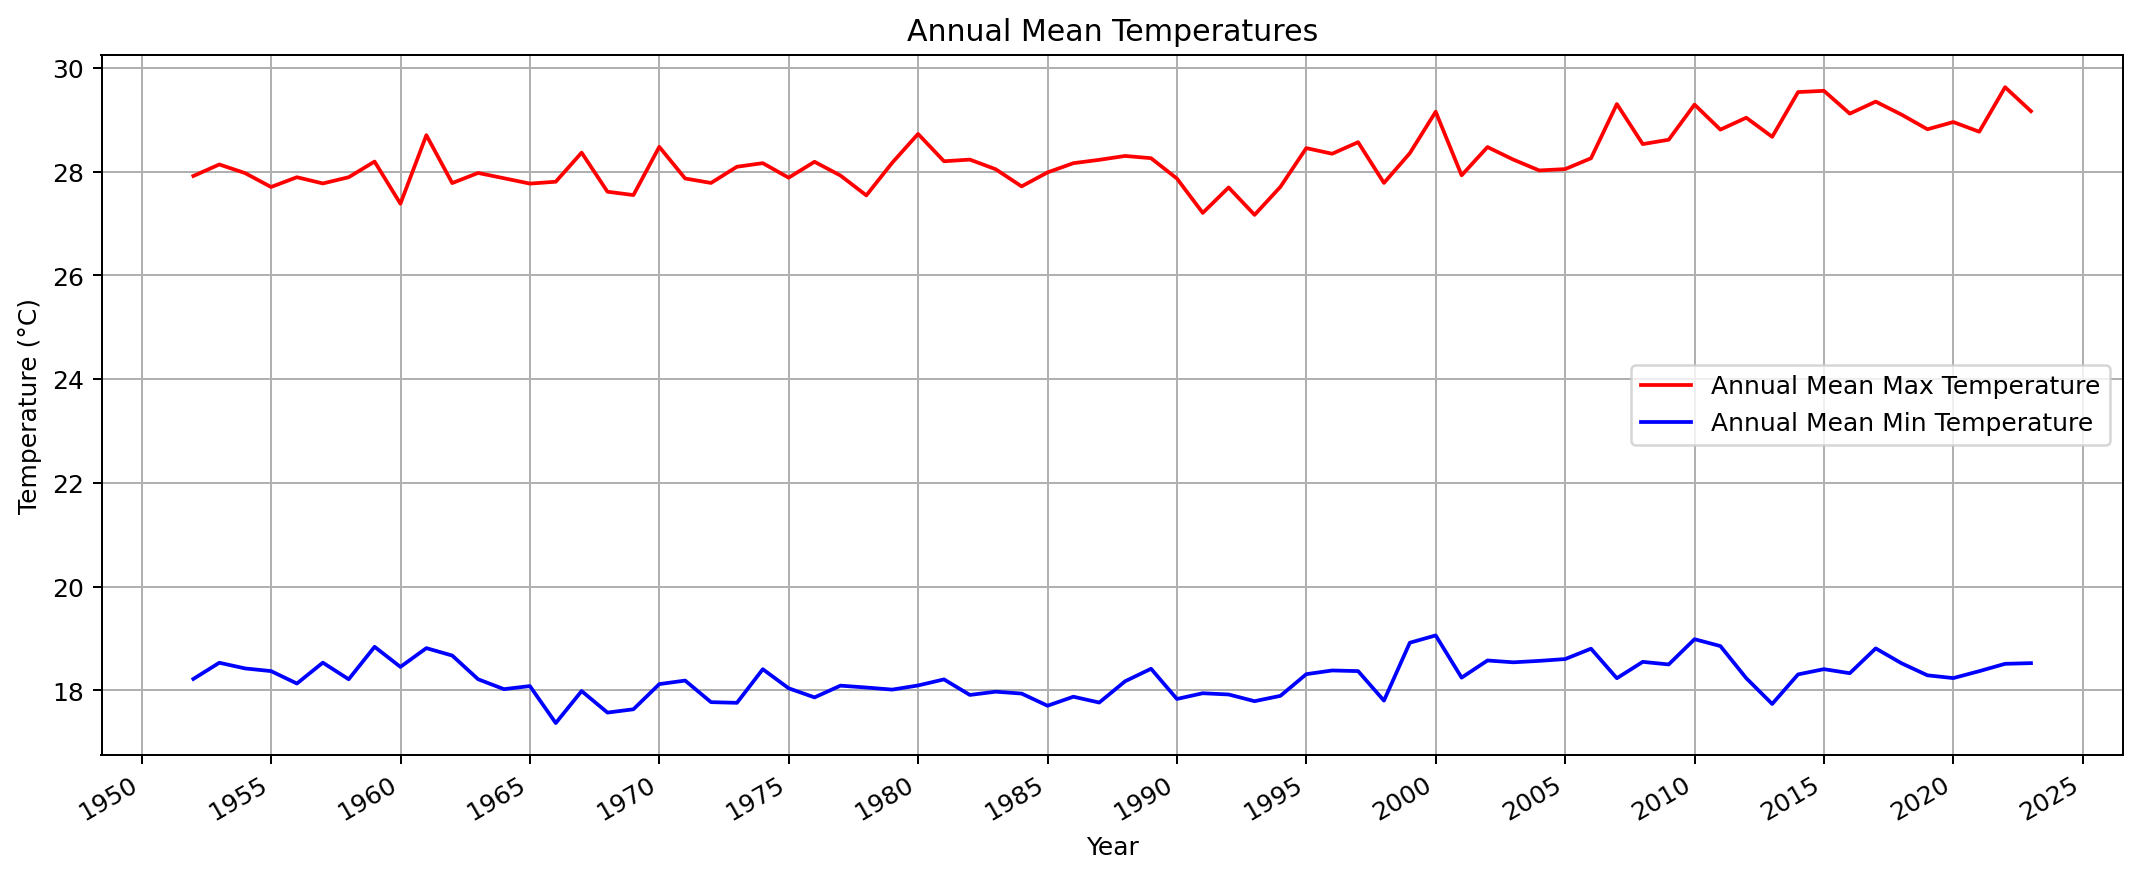 Annual Mean Temperatures
30
28
26
24
22
20
18
Temperature (°C)
Annual Mean Max Temperature
Annual Mean Min Temperature
1950 1955 1960 1965 1970 1975 1980 1985 1990 1995 2000 2005 2010 2015 2020 2025
Year